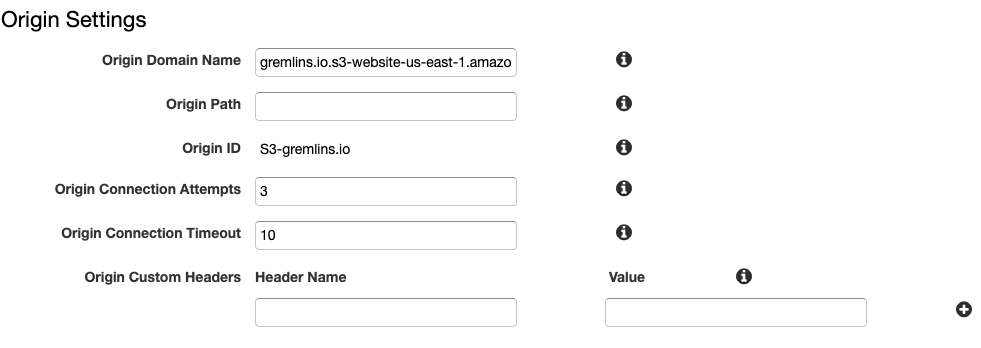 Origin Settings
Origin Domain Name gremlins.io.s3-website-us-east-1.amazo
Origin Path
Origin ID S3-gremlins.io
Origin Connection Attempts 3
Origin Connection Timeout 10
Origin Custom Headers Header Name Value